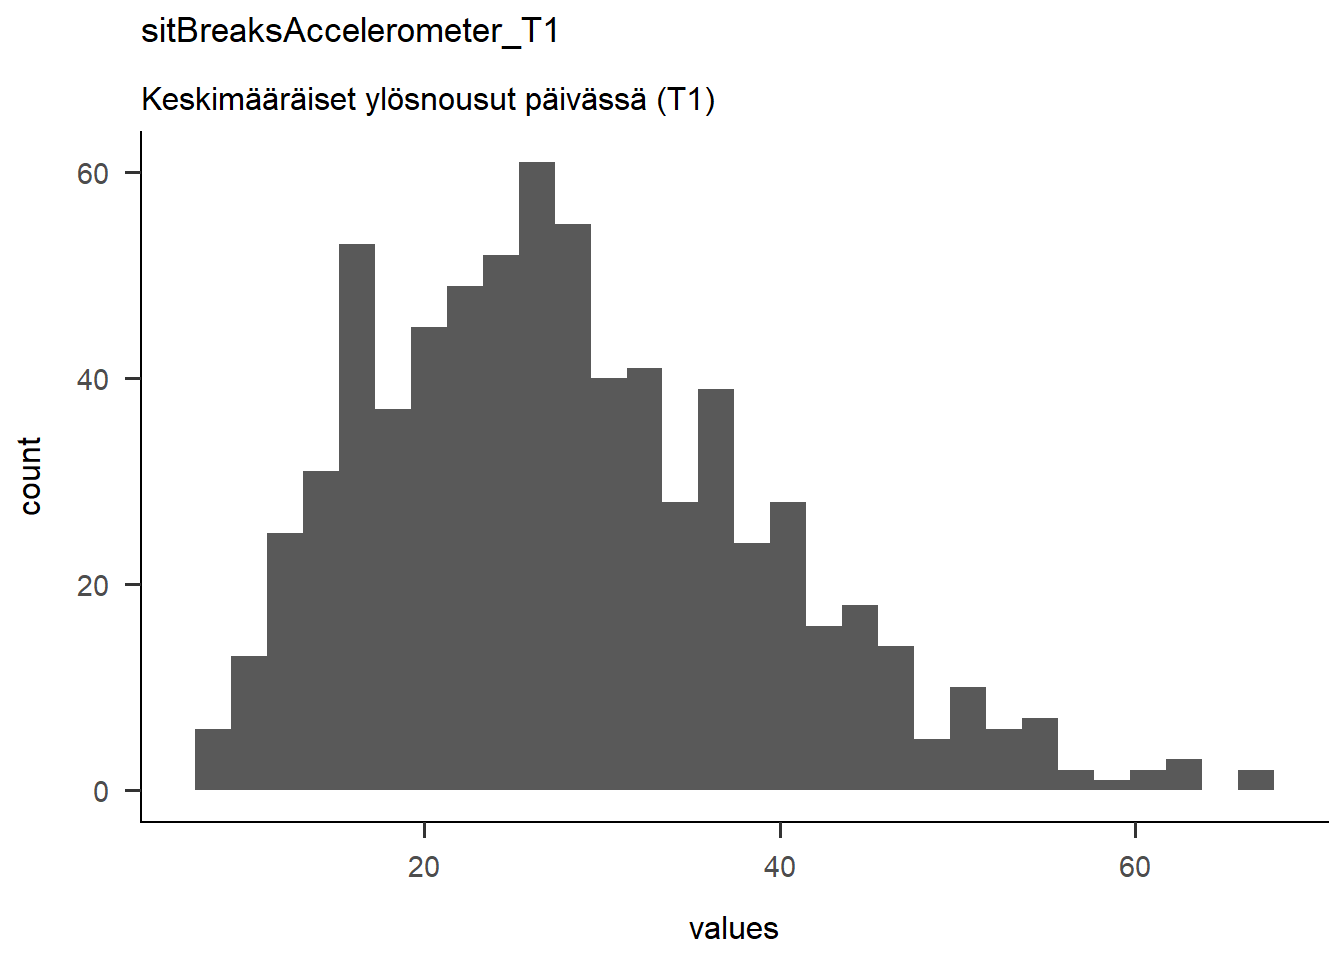 sitBreaksAccelerometer_T1
Keskimääräiset ylösnousut päivässä (T1)
60
40
20
0
count
20 40 60
values